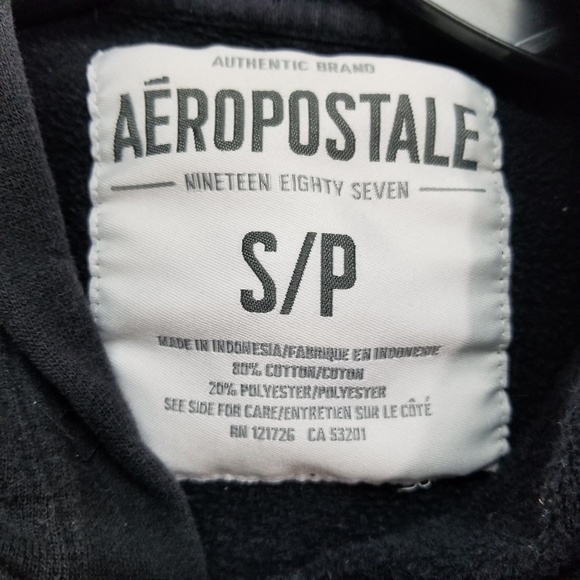 AUTHENTIC BRAND
AÉROPOSTALE
NINETEEN EIGHTY SEVEN
S/P
MADE IN INDONESIA/FABRIQUE EN INDONESIE
80% COTTON/COTON
20% POLYESTER/POLYESTER
SEE SIDE FOR CARE/ENTRETIEN SUR LE CÔTÉ
RN 121726 CA 53201